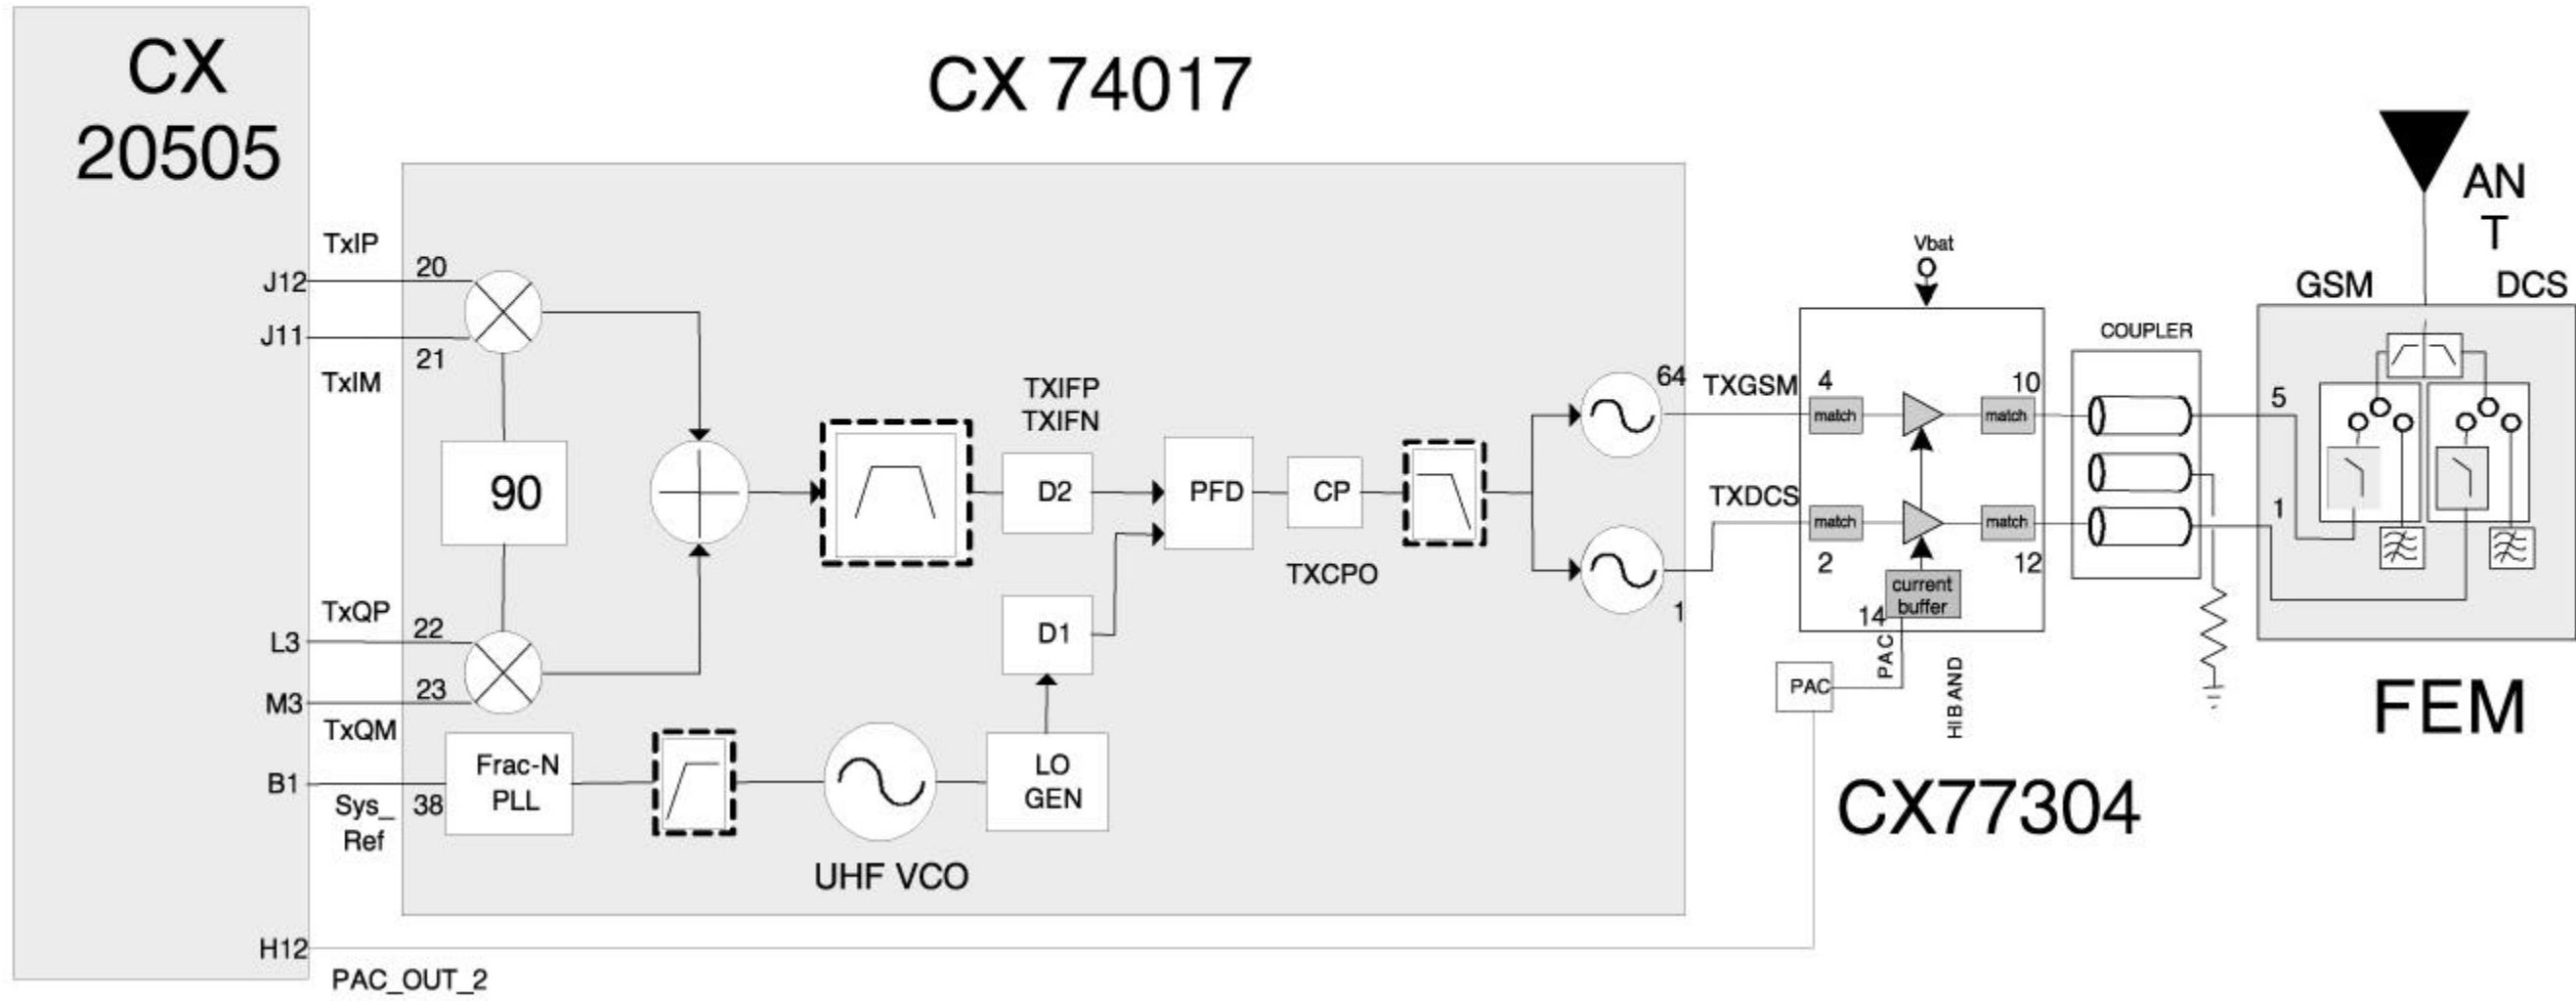 CX
20505
CX 74017
TxIP
J12
20
J11
21
TxIM
90
TxQP
L3
22
M3
23
TxQM
B1
Sys_
Ref
38
Frac-N
PLL
UHF VCO
LO
GEN
D1
TXIFP
TXIFN
D2
PFD
CP
TXCPO
64
1
TXGSM
TXDCS
Vbat
4
match
10
match
match
2
match
12
current
buffer
14
PAC
PAC
HIBAND
CX77304
COUPLER
AN
T
GSM
DCS
5
1
FEM
H12
PAC_OUT_2